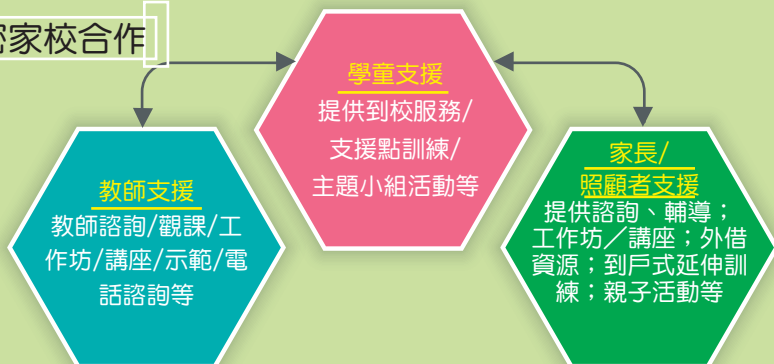 家校合作
學童支援
提供到校服務/
支援點訓練/
主題小組活動等
教師支援
教師諮詢/觀課/工
作坊/講座/示範/電
話諮詢等
家長/
照顧者支援
提供諮詢、輔導；
工作坊／講座；外借
資源；到戶式延伸訓
練；親子活動等